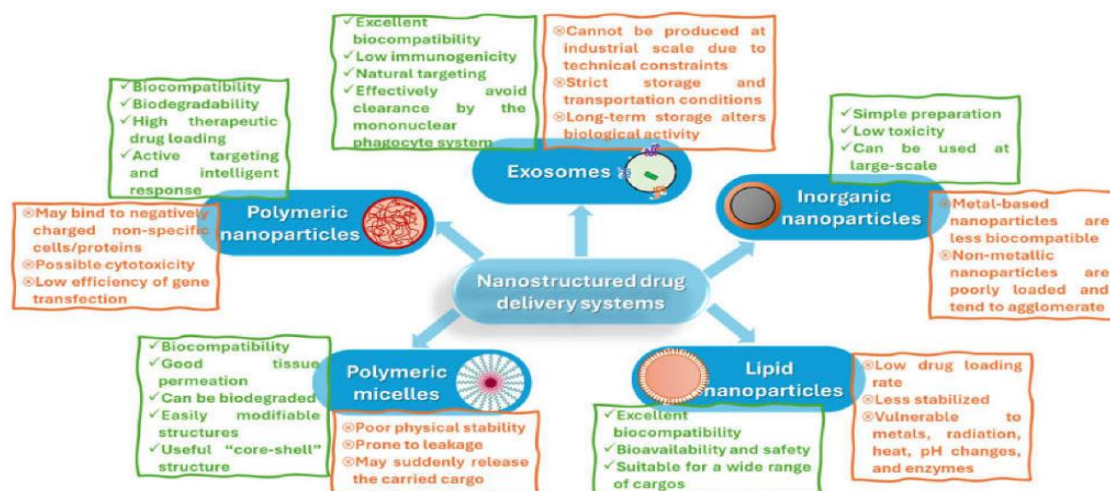 ✓Excellent
biocompatibility
✓Low immunogenicity
✓Natural targeting
✓Effectively avoid
clearance by the
mononuclear
phagocyte system
⊗Cannot be produced at
industrial scale due to
technical constraints
⊗Strict storage and
transportation conditions
⊗Long-term storage alters
biological activity
Exosomes
✓Biocompatibility
✓Biodegradability
✓High therapeutic
drug loading
✓Active targeting
and intelligent
response
⊗May bind to negatively
charged non-specific
cells/proteins
⊗Possible cytotoxicity
⊗Low efficiency of gene
transfection
Polymeric
nanoparticles
✓Simple preparation
✓Low toxicity
✓Can be used at
large-scale
Inorganic
nanoparticles
⊗Metal-based
nanoparticles are
less biocompatible
⊗Non-metallic
nanoparticles are
poorly loaded and
tend to agglomerate
Nanostructured drug
delivery systems
✓Biocompatibility
✓Good tissue
permeation
✓Can be biodegraded
✓Easily modifiable
structures
✓Useful “core-shell”
structure
Polymeric
micelles
⊗Poor physical stability
⊗Prone to leakage
⊗May suddenly release
the carried cargo
Lipid
nanoparticles
✓Excellent
biocompatibility
✓Bioavailability and safety
✓Suitable for a wide range
of cargos
⊗Low drug loading
rate
⊗Less stabilized
⊗Vulnerable to
metals, radiation,
heat, pH changes,
and enzymes